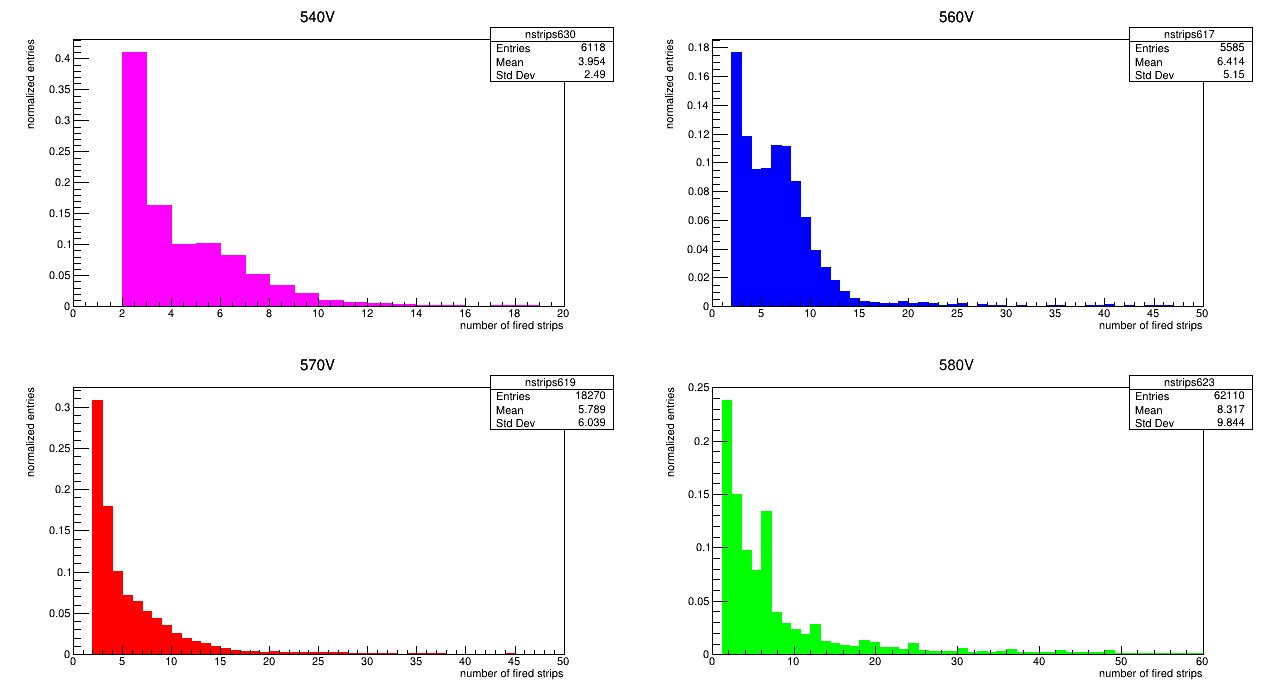 540V
nstrips630
Entries 6118
Mean 3.954
Std Dev 2.49
normalized entries
0.4
0.35
0.3
0.25
0.2
0.15
0.1
0.05
0
0 2 4 6 8 10 12 14 16 18 20
number of fired strips
560V
nstrips617
Entries 5585
Mean 6.414
Std Dev 5.15
normalized entries
0.18
0.16
0.14
0.12
0.1
0.08
0.06
0.04
0.02
0
0 5 10 15 20 25 30 35 40 45 50
number of fired strips
570V
nstrips619
Entries 18270
Mean 5.789
Std Dev 6.039
normalized entries
0.3
0.25
0.2
0.15
0.1
0.05
0
0 5 10 15 20 25 30 35 40 45 50
number of fired strips
580V
nstrips623
Entries 62110
Mean 8.317
Std Dev 9.844
normalized entries
0.25
0.2
0.15
0.1
0.05
0
0 10 20 30 40 50 60
number of fired strips